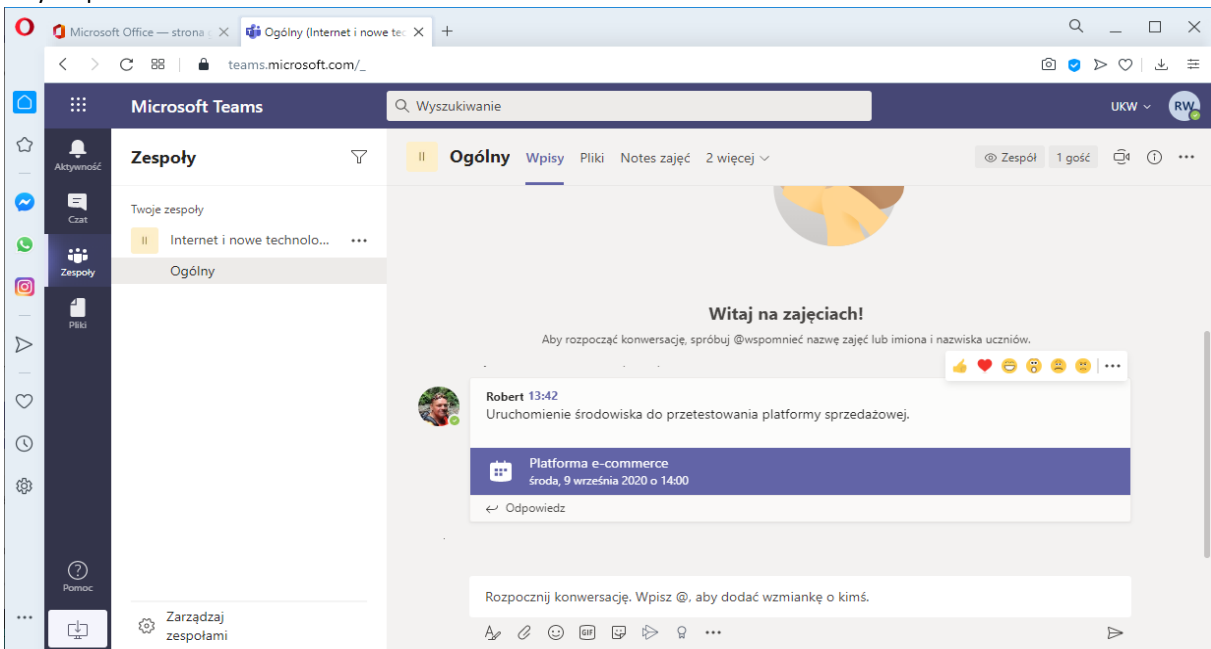 Microsoft Office — strona g
Ogólny (Internet i nowe tec
teams.microsoft.com/_
Microsoft Teams
Wyszukiwanie
UKW
RW
Aktywność
Czat
Zespoły
Pliki
Pomoc
Zespoły
Twoje zespoły
II Internet i nowe technolo...
Ogólny
Zarządzaj
zespołami
II Ogólny Wpisy Pliki Notes zajęć 2 więcej
Zespół 1 gość
Witaj na zajęciach!
Aby rozpocząć konwersację, spróbuj @wspomnieć nazwę zajęć lub imiona i nazwiska uczniów.
Robert 13:42
Uruchomienie środowiska do przetestowania platformy sprzedażowej.
Platforma e-commerce
środa, 9 września 2020 o 14:00
Odpowiedz
Rozpocznij konwersację. Wpisz @, aby dodać wzmiankę o kimś.
GIF